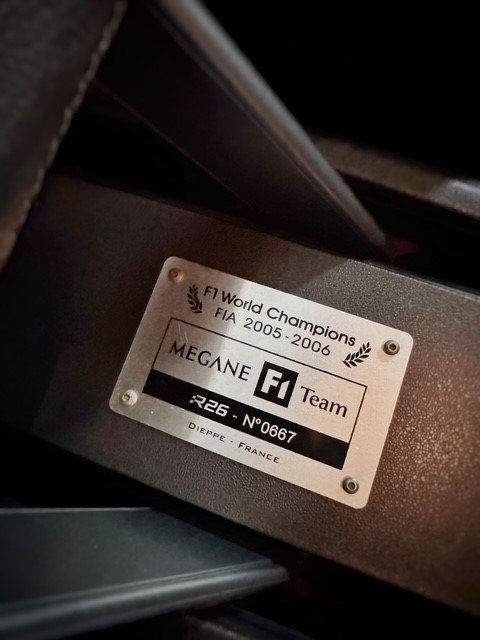 F1 World Champions
FIA 2005-2006
MEGANE F1 Team
R26 - N°0667
DIEPPE - FRANCE